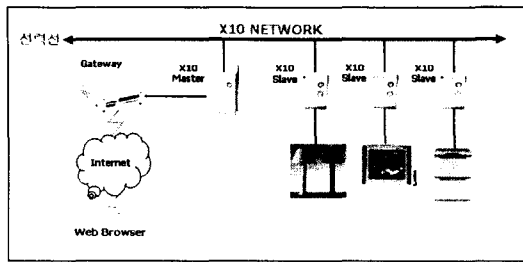 X10 NETWORK
전력선
Gateway
X10
Master
X10
Slave
X10
Slave
X10
Slave
Internet
Web Browser